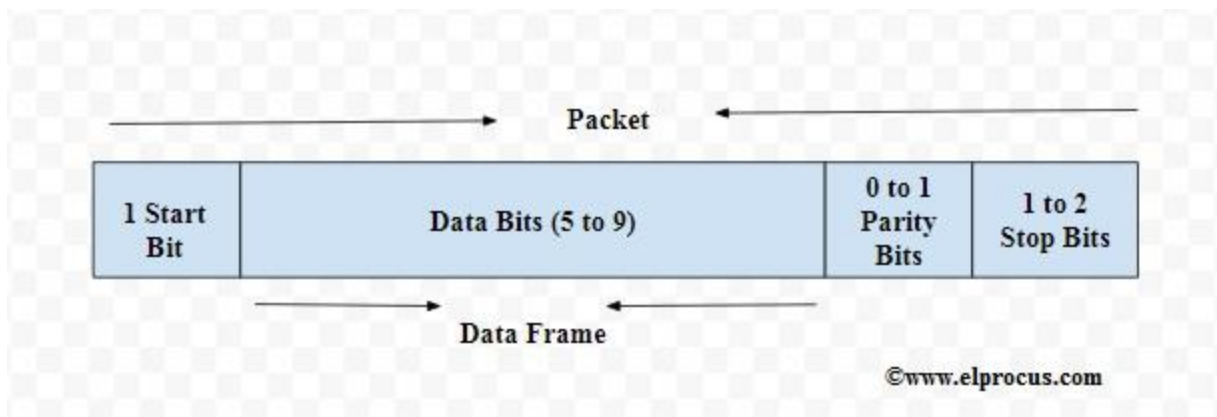 Packet
1 Start
Bit
Data Bits (5 to 9)
0 to 1
Parity
Bits
1 to 2
Stop Bits
Data Frame
©www.elprocus.com